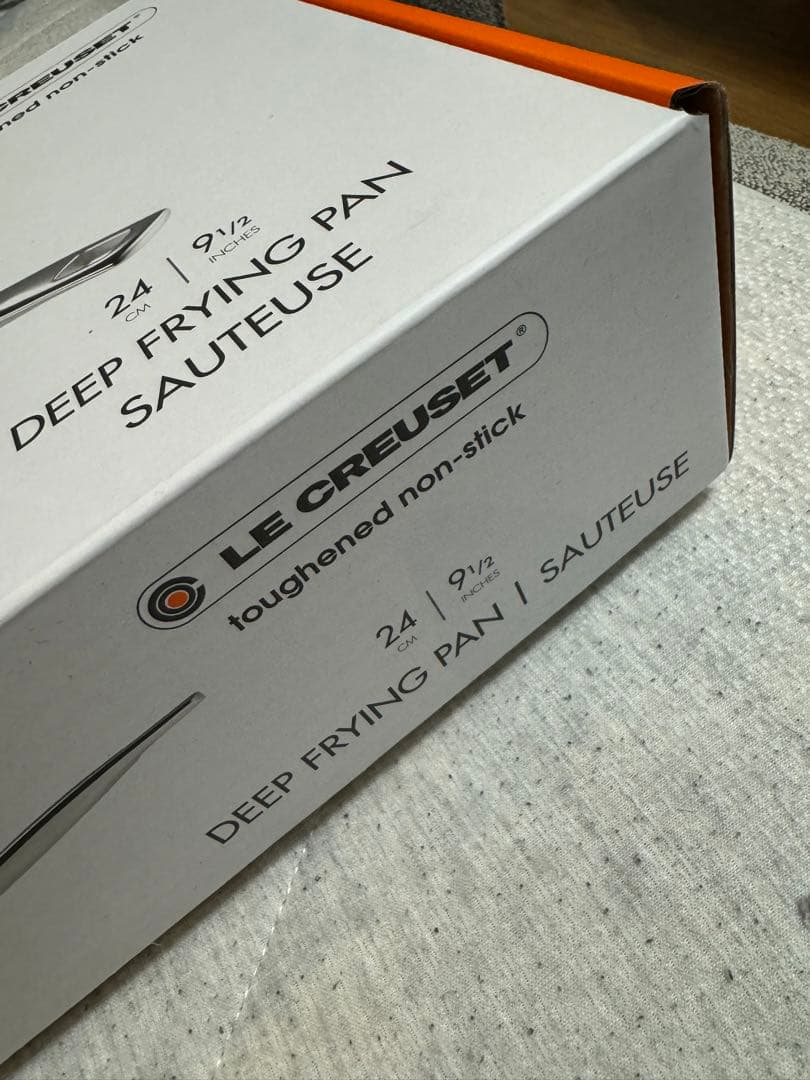 CREUSET
non-stick
24 | 9 1/2
CM INCHES
DEEP FRYING PAN
SAUTEUSE
LE CREUSET®
toughened non-stick
24 | 9 1/2
CM INCHES
DEEP FRYING PAN | SAUTEUSE